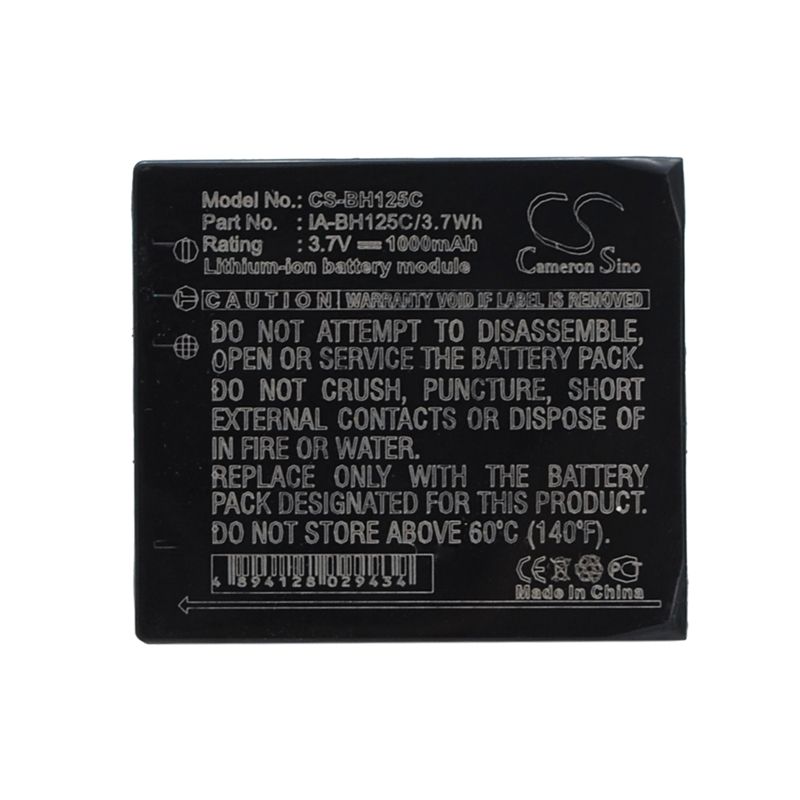 Model No.: CS-BH125C
Part No. : IA-BH125C/3.7Wh
Rating : 3.7V 1000mAh
Lithium-ion battery module
CS
Cameron Sino
CAUTION WARRANTY VOID IF LABEL IS REMOVED
DO NOT ATTEMPT TO DISASSEMBLE,
OPEN OR SERVICE THE BATTERY PACK.
DO NOT CRUSH, PUNCTURE, SHORT
EXTERNAL CONTACTS OR DISPOSE OF
IN FIRE OR WATER.
REPLACE ONLY WITH THE BATTERY
PACK DESIGNED FOR THIS PRODUCT.
DO NOT STORE ABOVE 60°C (140°F).
4 894128 029434
CE
Made In China